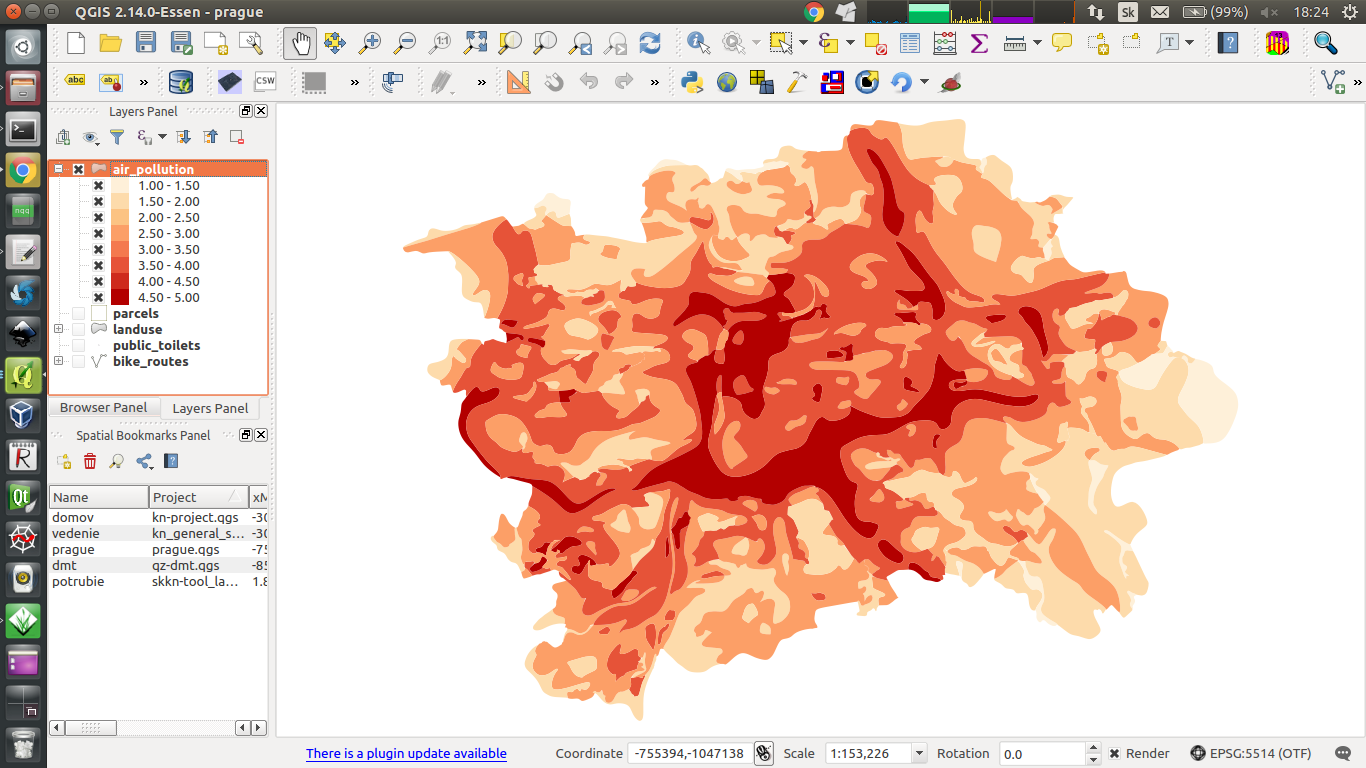 QGIS 2.14.0-Essen - prague
Sk
(99%)
18:24
abc
ab
CSW
Layers Panel
air_pollution
1.00 - 1.50
1.50 - 2.00
2.00 - 2.50
2.50 - 3.00
3.00 - 3.50
3.50 - 4.00
4.00 - 4.50
4.50 - 5.00
parcels
landuse
public_toilets
bike_routes
Browser Panel
Layers Panel
Spatial Bookmarks Panel
Name Project xM
domov kn-project.qgs -30
vedenie kn_general_s... -30
prague prague.qgs -75
dmt qz-dmt.qgs -85
potrubie skkn-tool_la... 1.8
There is a plugin update available
Coordinate -755394,-1047138
Scale 1:153,226
Rotation 0.0
Render
EPSG:5514 (OTF)